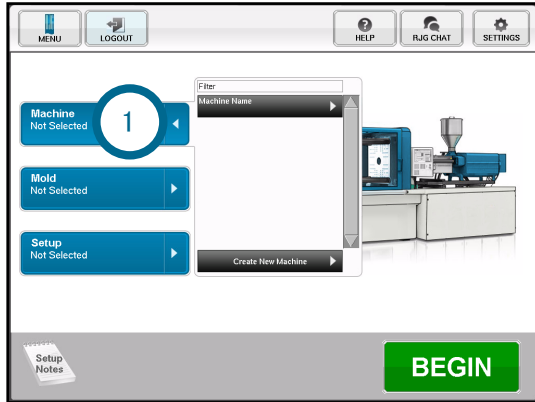 MENU
LOGOUT
HELP
RJG CHAT
SETTINGS
Filter
Machine Name
Machine
Not Selected
1
Mold
Not Selected
Setup
Not Selected
Create New Machine
Setup
Notes
BEGIN